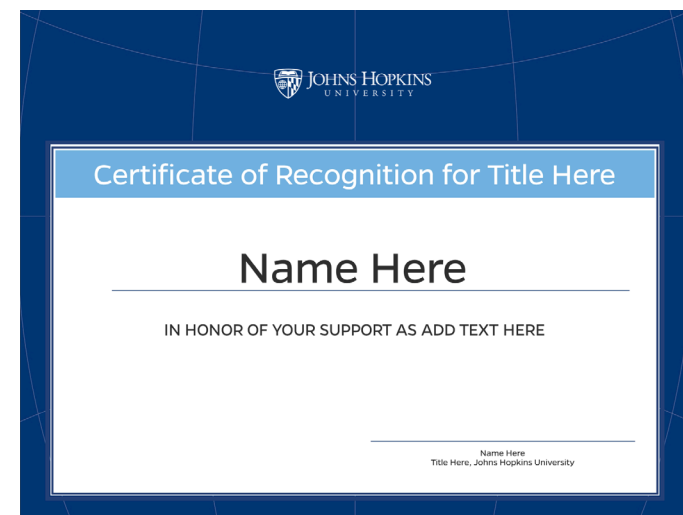 JOHNS HOPKINS
UNIVERSITY
Certificate of Recognition for Title Here
Name Here
IN HONOR OF YOUR SUPPORT AS ADD TEXT HERE
Name Here
Title Here, Johns Hopkins University